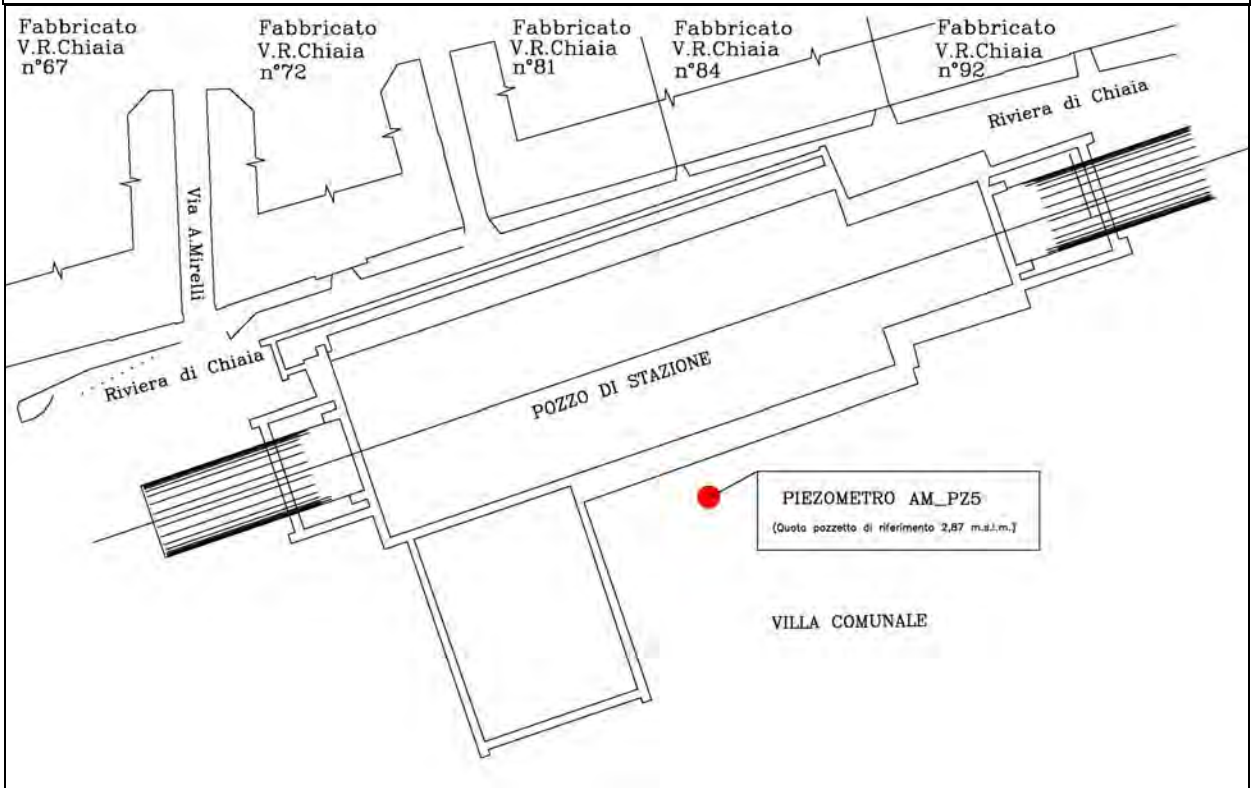 Fabbricato
V.R.Chiaia
n°67
Fabbricato
V.R.Chiaia
n°72
Fabbricato
V.R.Chiaia
n°81
Fabbricato
V.R.Chiaia
n°84
Fabbricato
V.R.Chiaia
n°92
Riviera di Chiaia
Via A.Mirelli
Riviera di Chiaia
POZZO DI STAZIONE
PIEZOMETRO AM_PZ5
(Quota pozzetto di riferimento 2,87 m.s.l.m.)
VILLA COMUNALE